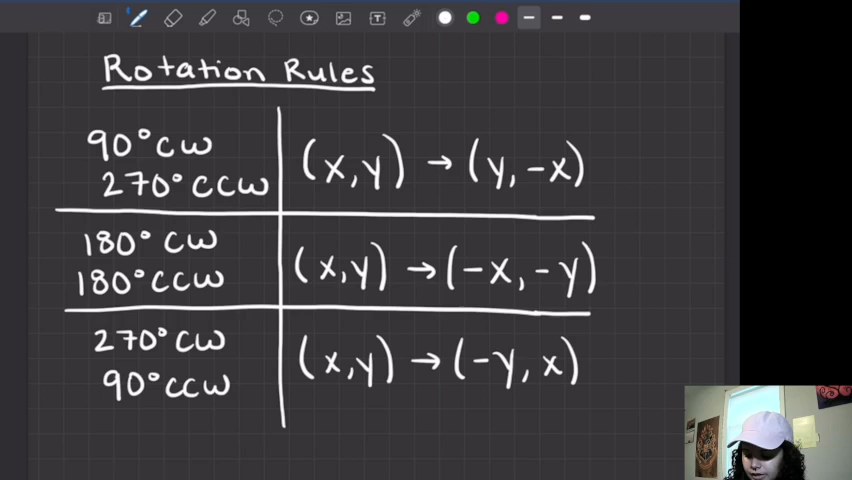 Rotation Rules
90° CW
270° CCW
(x,y) → (y, -x)
180° CW
180° CCW
(x,y) → (-x, -y)
270° CW
90° CCW
(x,y) → (-y, x)